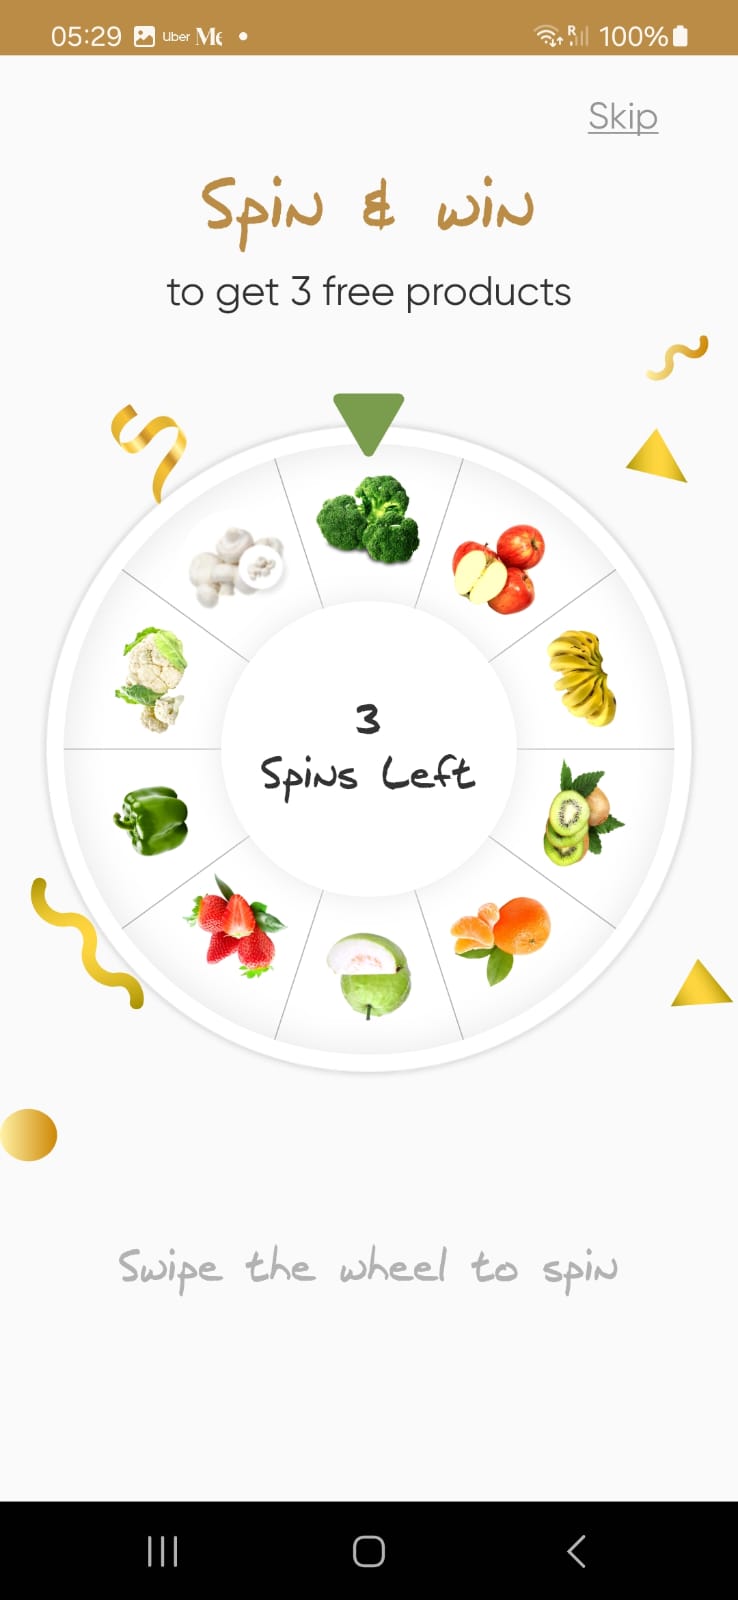 05:29 Uber Me 100%
Skip
Spin & win
to get 3 free products
3
Spins Left
Swipe the wheel to spin